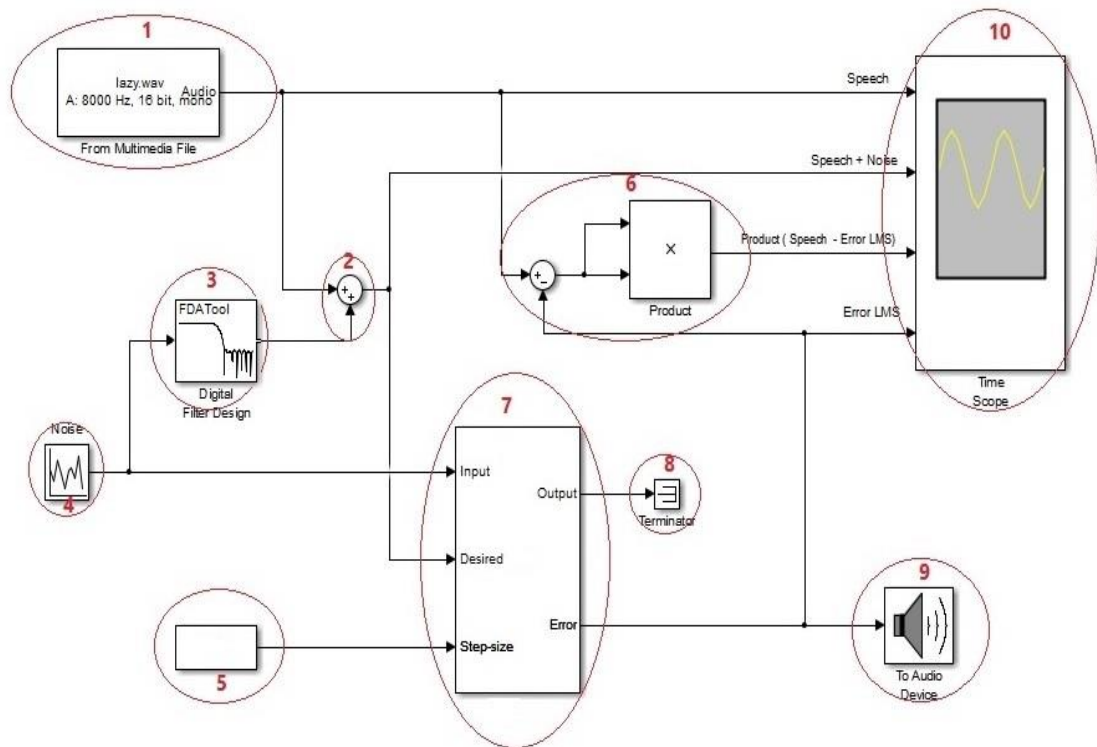 1
lazy.wav
A: 8000 Hz, 16 bit, mono
Audio
From Multimedia File
10
Speech
Speech + Noise
6
×
Product
Product ( Speech - Error LMS)
2
+
+
+
-
3
FDATool
Digital
Filter Design
Error LMS
Time
Scope
Noise
4
7
Input
Output
Desired
Error
Step-size
8
Terminator
5
9
To Audio
Device